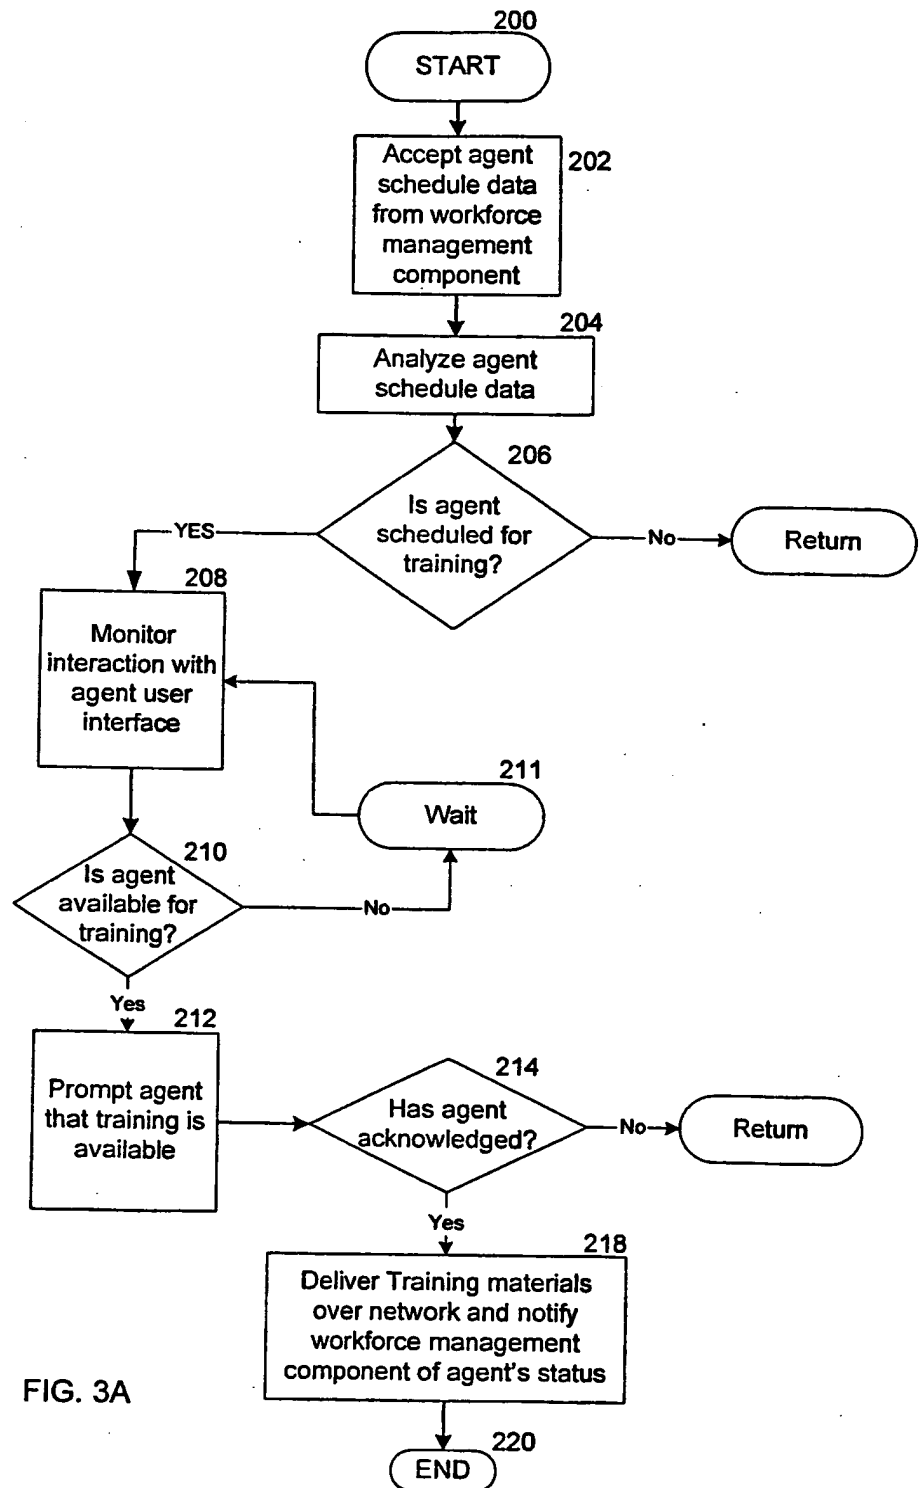 200
START
Accept agent
schedule data
from workforce
management
component
202
204
Analyze agent
schedule data
206
Is agent
scheduled for
training?
YES
No
Return
208
Monitor
interaction with
agent user
interface
211
Wait
210
Is agent
available for
training?
No
Yes
212
Prompt agent
that training is
available
214
Has agent
acknowledged?
No
Return
Yes
218
Deliver Training materials
over network and notify
workforce management
component of agent's status
FIG. 3A
220
END